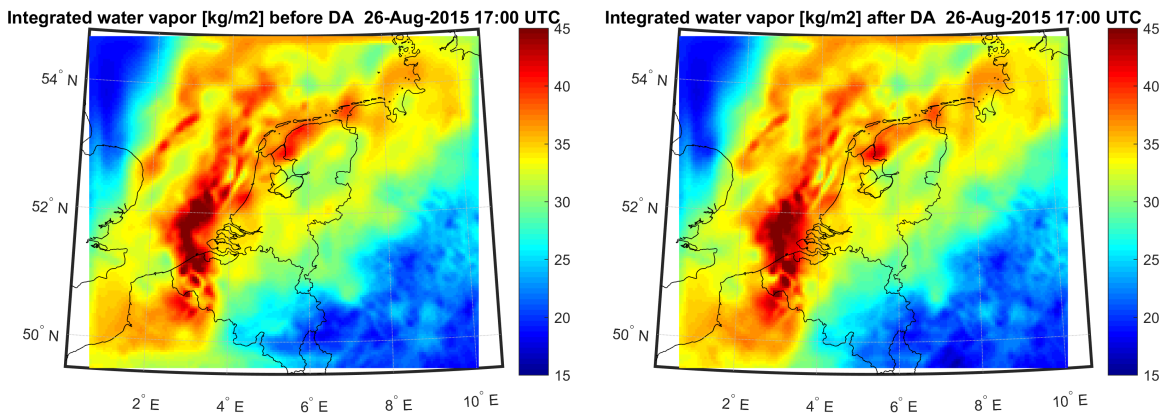 Integrated water vapor [kg/m2] before DA  26-Aug-2015 17:00 UTC
54° N
52° N
50° N
2° E
4° E
6° E
8° E
10° E
45
40
35
30
25
20
15
Integrated water vapor [kg/m2] after DA  26-Aug-2015 17:00 UTC
54° N
52° N
50° N
2° E
4° E
6° E
8° E
10° E
45
40
35
30
25
20
15